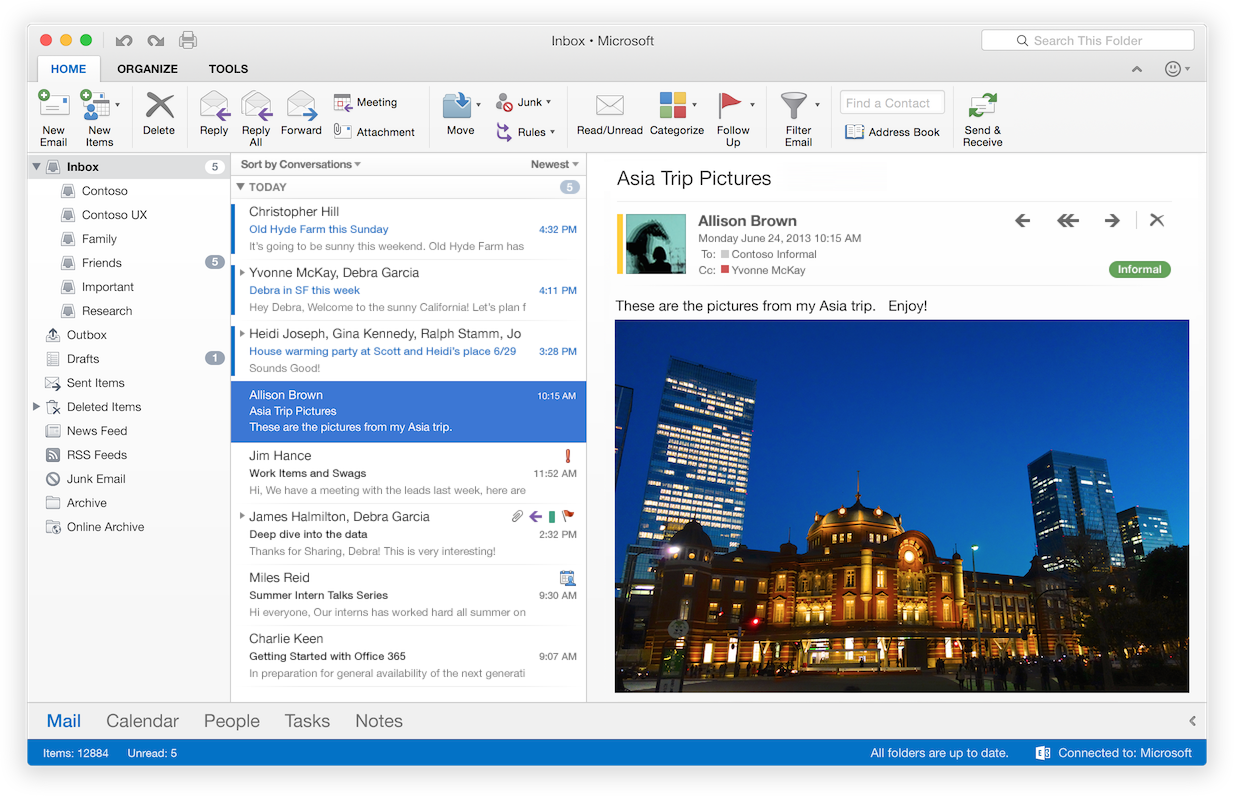 Inbox • Microsoft
Search This Folder
HOME
ORGANIZE
TOOLS
New Email
New Items
Delete
Reply
Reply All
Forward
Meeting
Attachment
Move
Junk
Rules
Read/Unread
Categorize
Follow Up
Filter Email
Find a Contact
Address Book
Send & Receive
Inbox 5
Contoso
Contoso UX
Family
Friends 5
Important
Research
Outbox
Drafts 1
Sent Items
Deleted Items
News Feed
RSS Feeds
Junk Email
Archive
Online Archive
Sort by Conversations Newest
TODAY 5
Christopher Hill
Old Hyde Farm this Sunday 4:32 PM
It's going to be sunny this weekend. Old Hyde Farm has
Yvonne McKay, Debra Garcia
Debra in SF this week 4:11 PM
Hey Debra, Welcome to the sunny California! Let's plan f
Heidi Joseph, Gina Kennedy, Ralph Stamm, Jo
House warming party at Scott and Heidi's place 6/29 3:28 PM
Sounds Good!
Allison Brown 10:15 AM
Asia Trip Pictures
These are the pictures from my Asia trip.
Jim Hance
Work Items and Swags 11:52 AM
Hi, We have a meeting with the leads last week, here are
James Halmilton, Debra Garcia
Deep dive into the data 2:32 PM
Thanks for Sharing, Debra! This is very interesting!
Miles Reid
Summer Intern Talks Series 9:30 AM
Hi everyone, Our interns has worked hard all summer on
Charlie Keen
Getting Started with Office 365 9:07 AM
In preparation for general availability of the next generati
Asia Trip Pictures
Allison Brown
Monday June 24, 2013 10:15 AM
To: Contoso Informal
Cc: Yvonne McKay
Informal
These are the pictures from my Asia trip. Enjoy!
Mail Calendar People Tasks Notes
Items: 12884 Unread: 5
All folders are up to date. Connected to: Microsoft